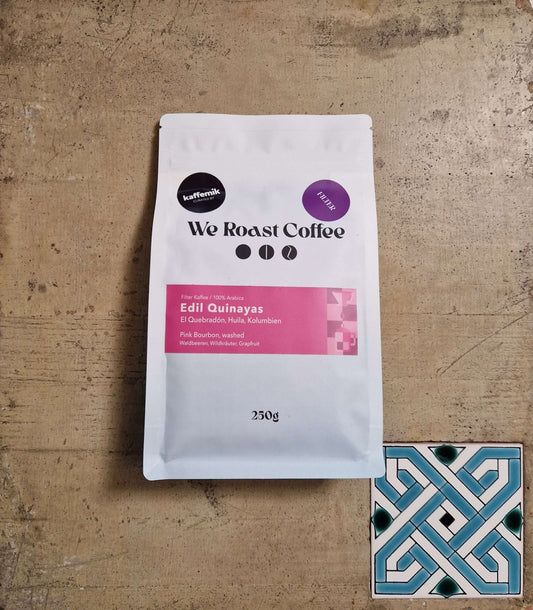 kaffemik
FILTER
We Roast Coffee
Filter Kaffee / 100% Arabica
Edil Quinayas
El Quebradón, Huila, Kolumbien
Pink Bourbon, washed
Waldbeeren, Wildkräuter, Grapfruit
250g